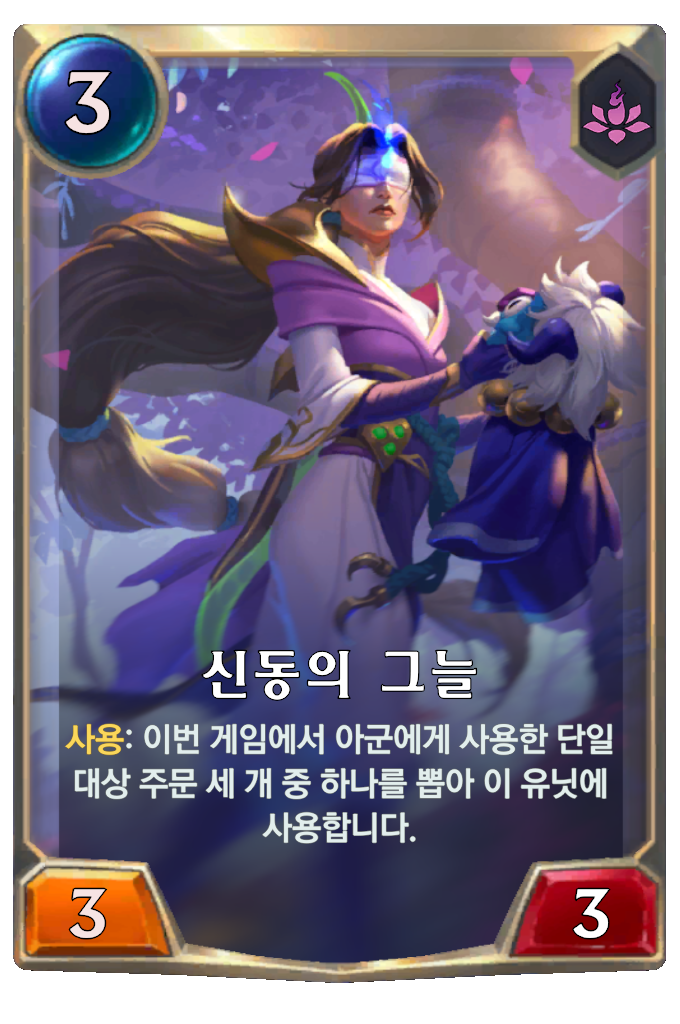 3
신동의 그늘
사용: 이번 게임에서 아군에게 사용한 단일
대상 주문 세 개 중 하나를 뽑아 이 유닛에
사용합니다.
3
3